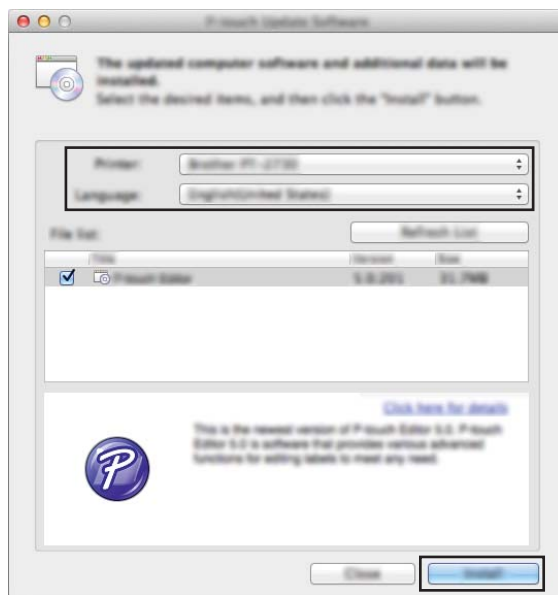 P-touch Update Software
The updated computer software and additional data will be
installed.
Select the desired items, and then click the "Install" button.
Printer: Brother PT-2730
Language: English(United States)
File list: Refresh List
Title Version Size
P-touch Editor 5.0.201 31.7MB
Click here for details
This is the newest version of P-touch Editor 5.0. P-touch
Editor 5.0 is software that provides various advanced
functions for editing labels to meet any need.
P
Close Install